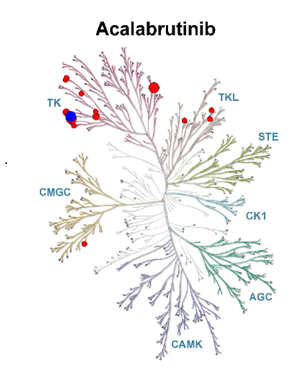 Acalabrutinib
TK
TKL
STE
CMGC
CK1
AGC
CAMK
.